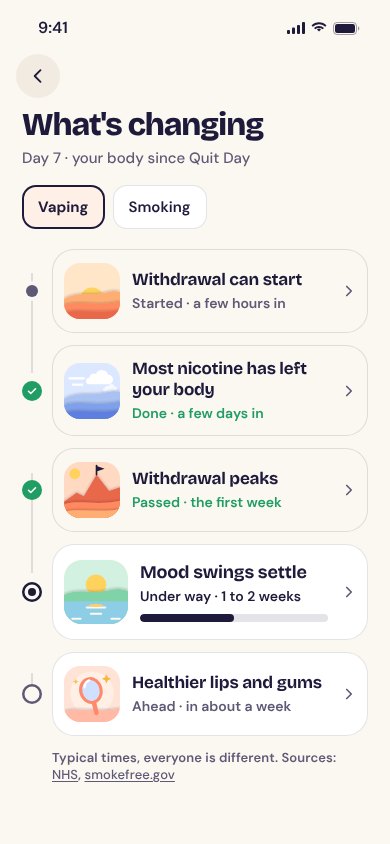 9:41
What's changing
Day 7 · your body since Quit Day
Vaping
Smoking
Withdrawal can start
Started · a few hours in
Most nicotine has left
your body
Done · a few days in
Withdrawal peaks
Passed · the first week
Mood swings settle
Under way · 1 to 2 weeks
Healthier lips and gums
Ahead · in about a week
Typical times, everyone is different. Sources:
NHS, smokefree.gov